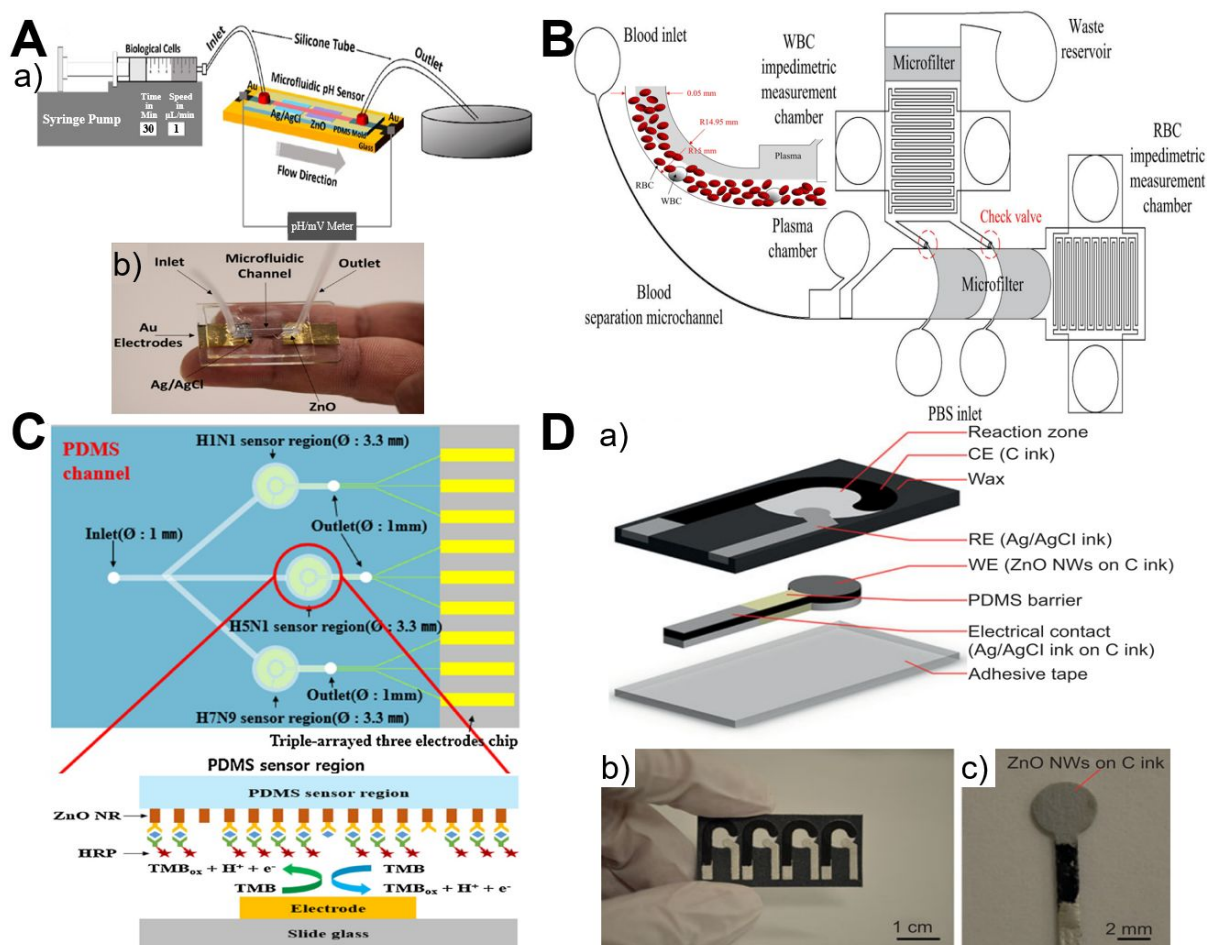 A
a)
Biological Cells
Inlet
Silicone Tube
Outlet
Syringe Pump
Time
in
Min
30
Speed
in
µL/min
1
Au
Microfluidic pH Sensor
Au
Ag/AgCl
ZnO
PDMS Mold
Glass
Flow Direction
pH/mV Meter
b)
Inlet
Microfluidic
Channel
Outlet
Au
Electrodes
Ag/AgCl
ZnO
B
Blood inlet
WBC
impedimetric
measurement
chamber
Waste
reservoir
Microfilter
0.05 mm
R14.95 mm
R15 mm
Plasma
RBC
WBC
RBC
impedimetric
measurement
chamber
Plasma
chamber
Check valve
Microfilter
Blood
separation microchannel
PBS inlet
C
PDMS
channel
H1N1 sensor region(Ø : 3.3 mm)
Inlet(Ø : 1 mm)
Outlet(Ø : 1mm)
H5N1 sensor region(Ø : 3.3 mm)
Outlet(Ø : 1mm)
H7N9 sensor region(Ø : 3.3 mm)
Triple-arrayed three electrodes chip
PDMS sensor region
PDMS sensor region
ZnO NR
HRP
TMBox + H+ + e-
TMB
TMB
TMBox + H+ + e-
Electrode
Slide glass
D
a)
Reaction zone
CE (C ink)
Wax
RE (Ag/AgCl ink)
WE (ZnO NWs on C ink)
PDMS barrier
Electrical contact
(Ag/AgCl ink on C ink)
Adhesive tape
b)
1 cm
c)
ZnO NWs on C ink
2 mm